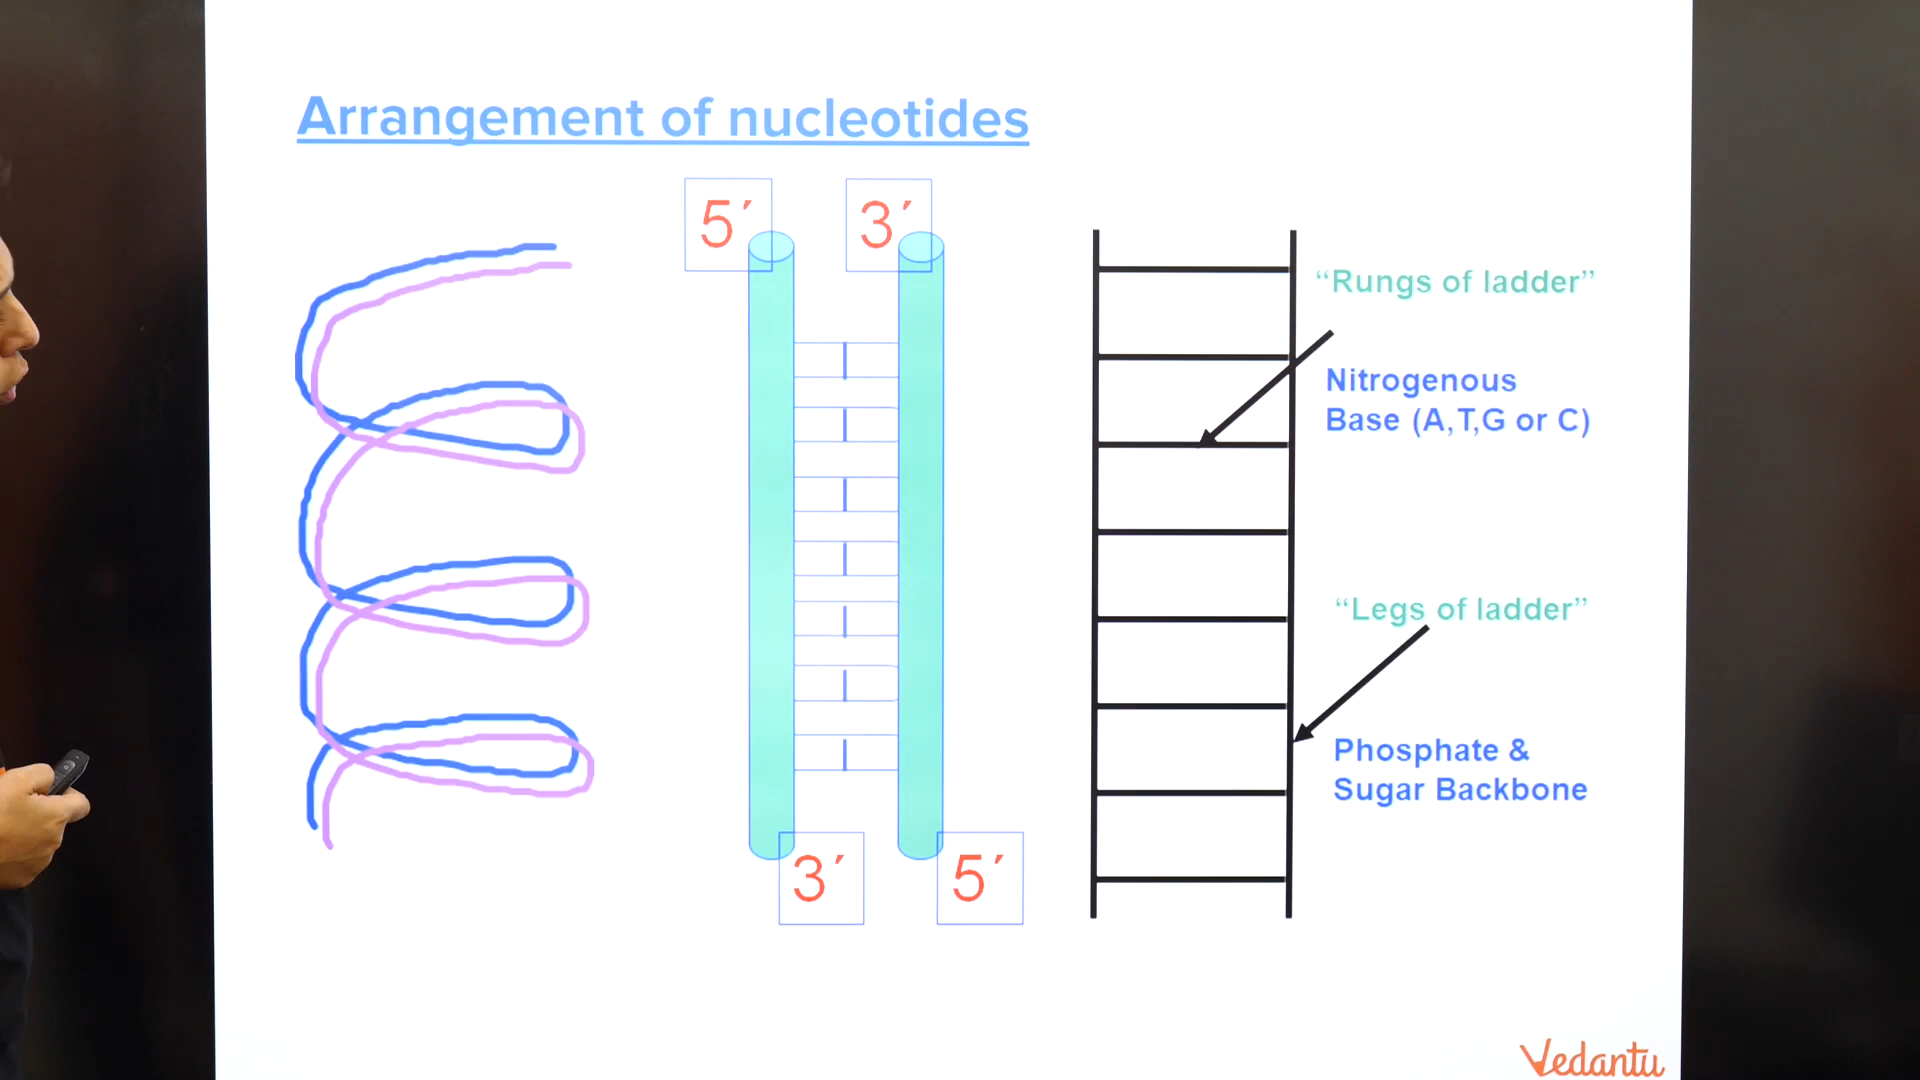 Arrangement of nucleotides
5′ 3′
“Rungs of ladder”
Nitrogenous
Base (A,T,G or C)
“Legs of ladder”
Phosphate &
Sugar Backbone
3′ 5′
Vedantu